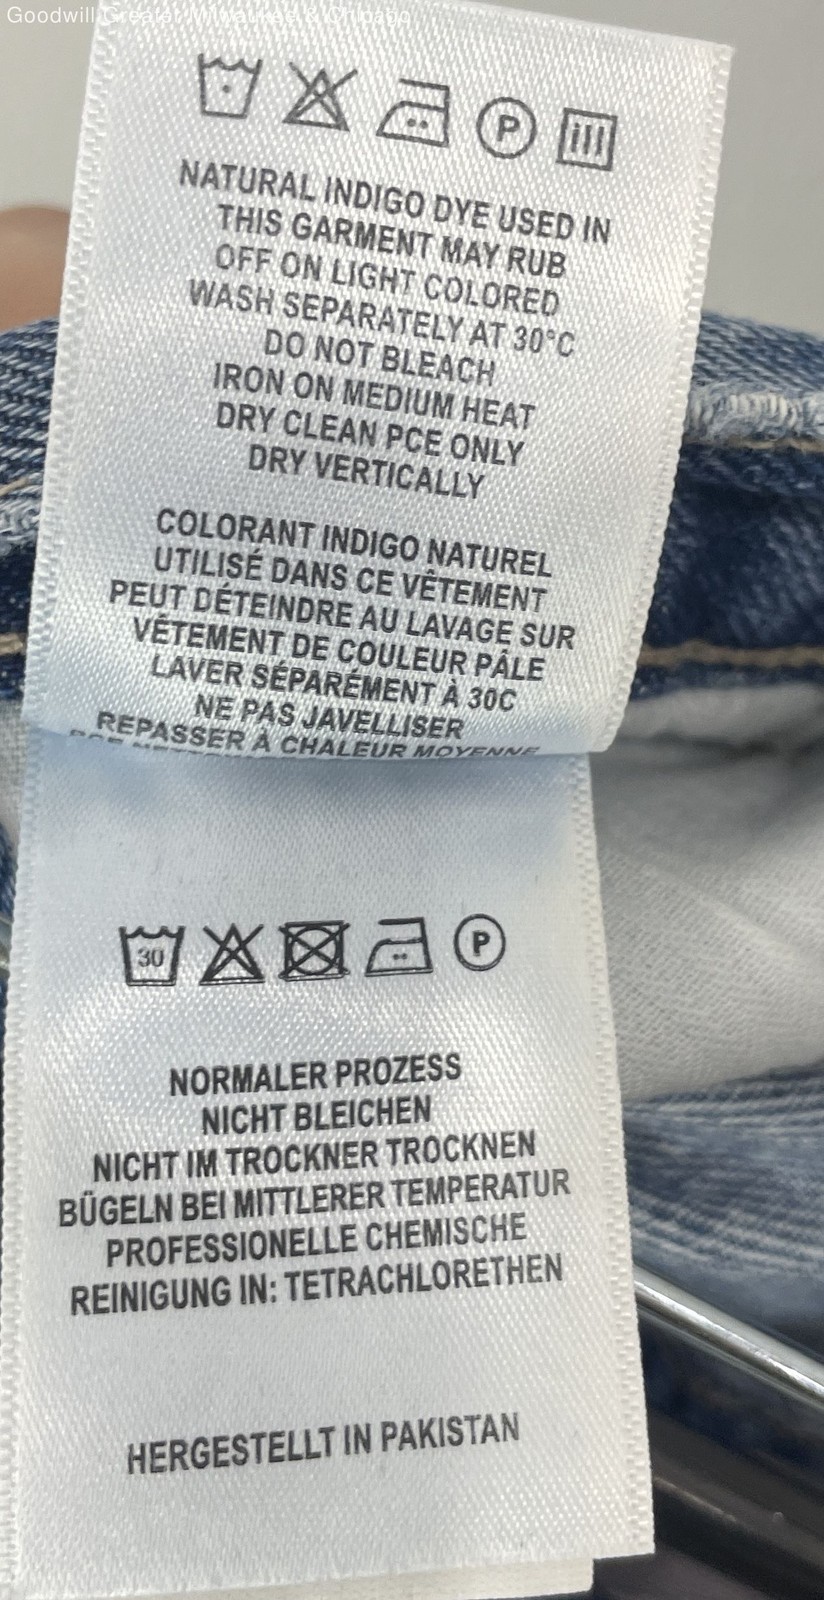 Goodwill Greater Milwaukee & Chicago
P
NATURAL INDIGO DYE USED IN
THIS GARMENT MAY RUB
OFF ON LIGHT COLORED
WASH SEPARATELY AT 30°C
DO NOT BLEACH
IRON ON MEDIUM HEAT
DRY CLEAN PCE ONLY
DRY VERTICALLY
COLORANT INDIGO NATUREL
UTILISÉ DANS CE VÊTEMENT
PEUT DÉTEINDRE AU LAVAGE SUR
VÊTEMENT DE COULEUR PÂLE
LAVER SÉPARÉMENT À 30C
NE PAS JAVELLISER
REPASSER À CHALEUR MOYENNE
30 P
NORMALER PROZESS
NICHT BLEICHEN
NICHT IM TROCKNER TROCKNEN
BÜGELN BEI MITTLERER TEMPERATUR
PROFESSIONELLE CHEMISCHE
REINIGUNG IN: TETRACHLORETHEN
HERGESTELLT IN PAKISTAN